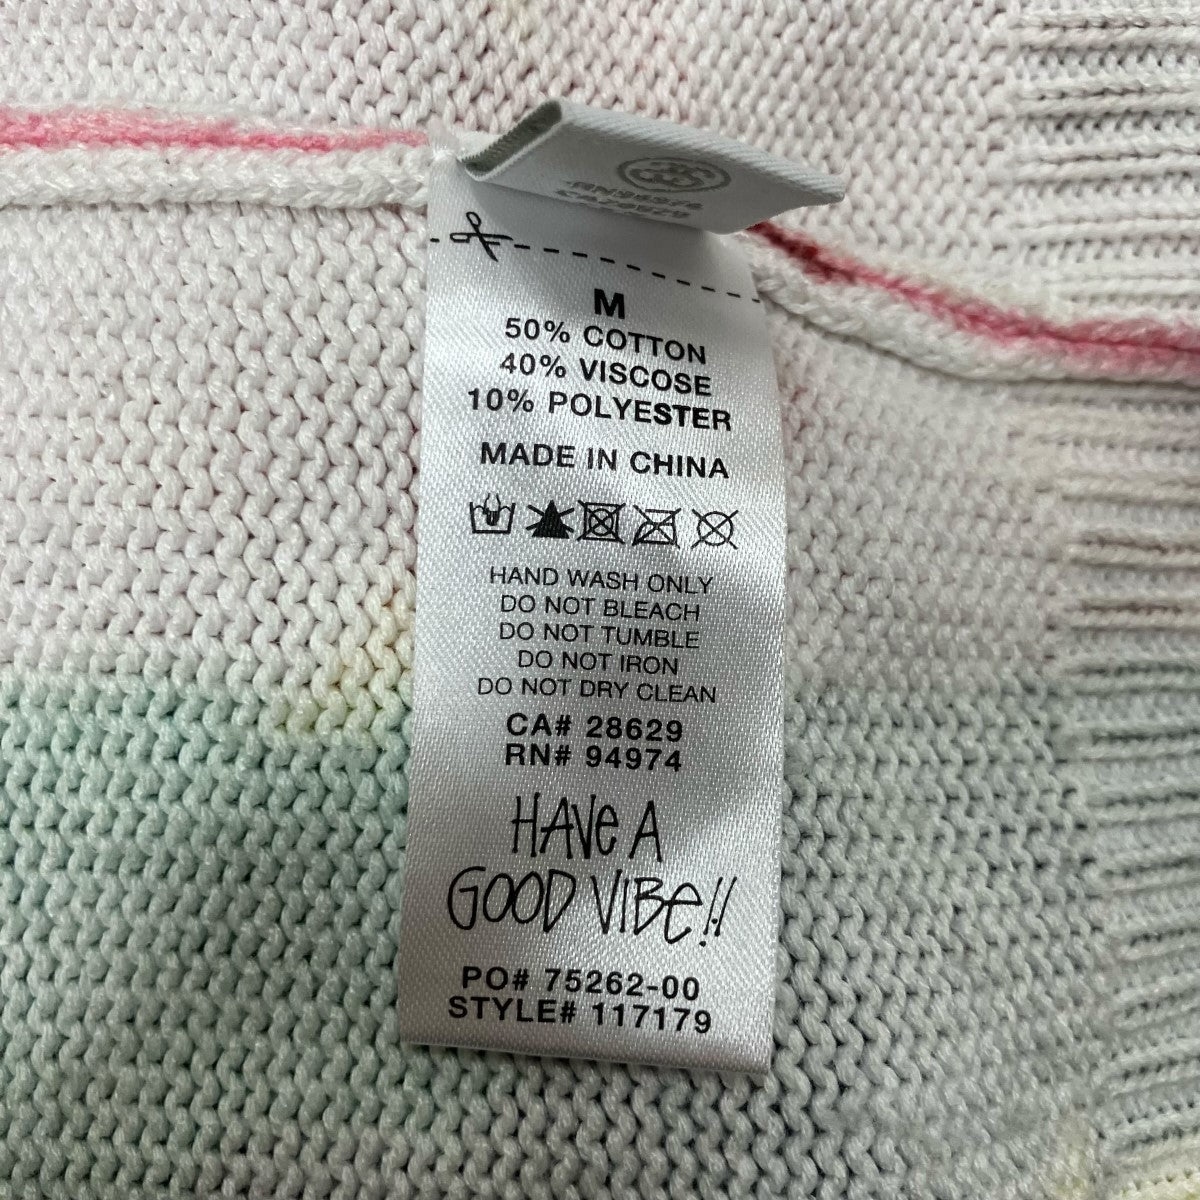 M
50% COTTON
40% VISCOSE
10% POLYESTER
MADE IN CHINA
HAND WASH ONLY
DO NOT BLEACH
DO NOT TUMBLE
DO NOT IRON
DO NOT DRY CLEAN
CA# 28629
RN# 94974
HAVE A
GOOD VIBE!!
PO# 75262-00
STYLE# 117179